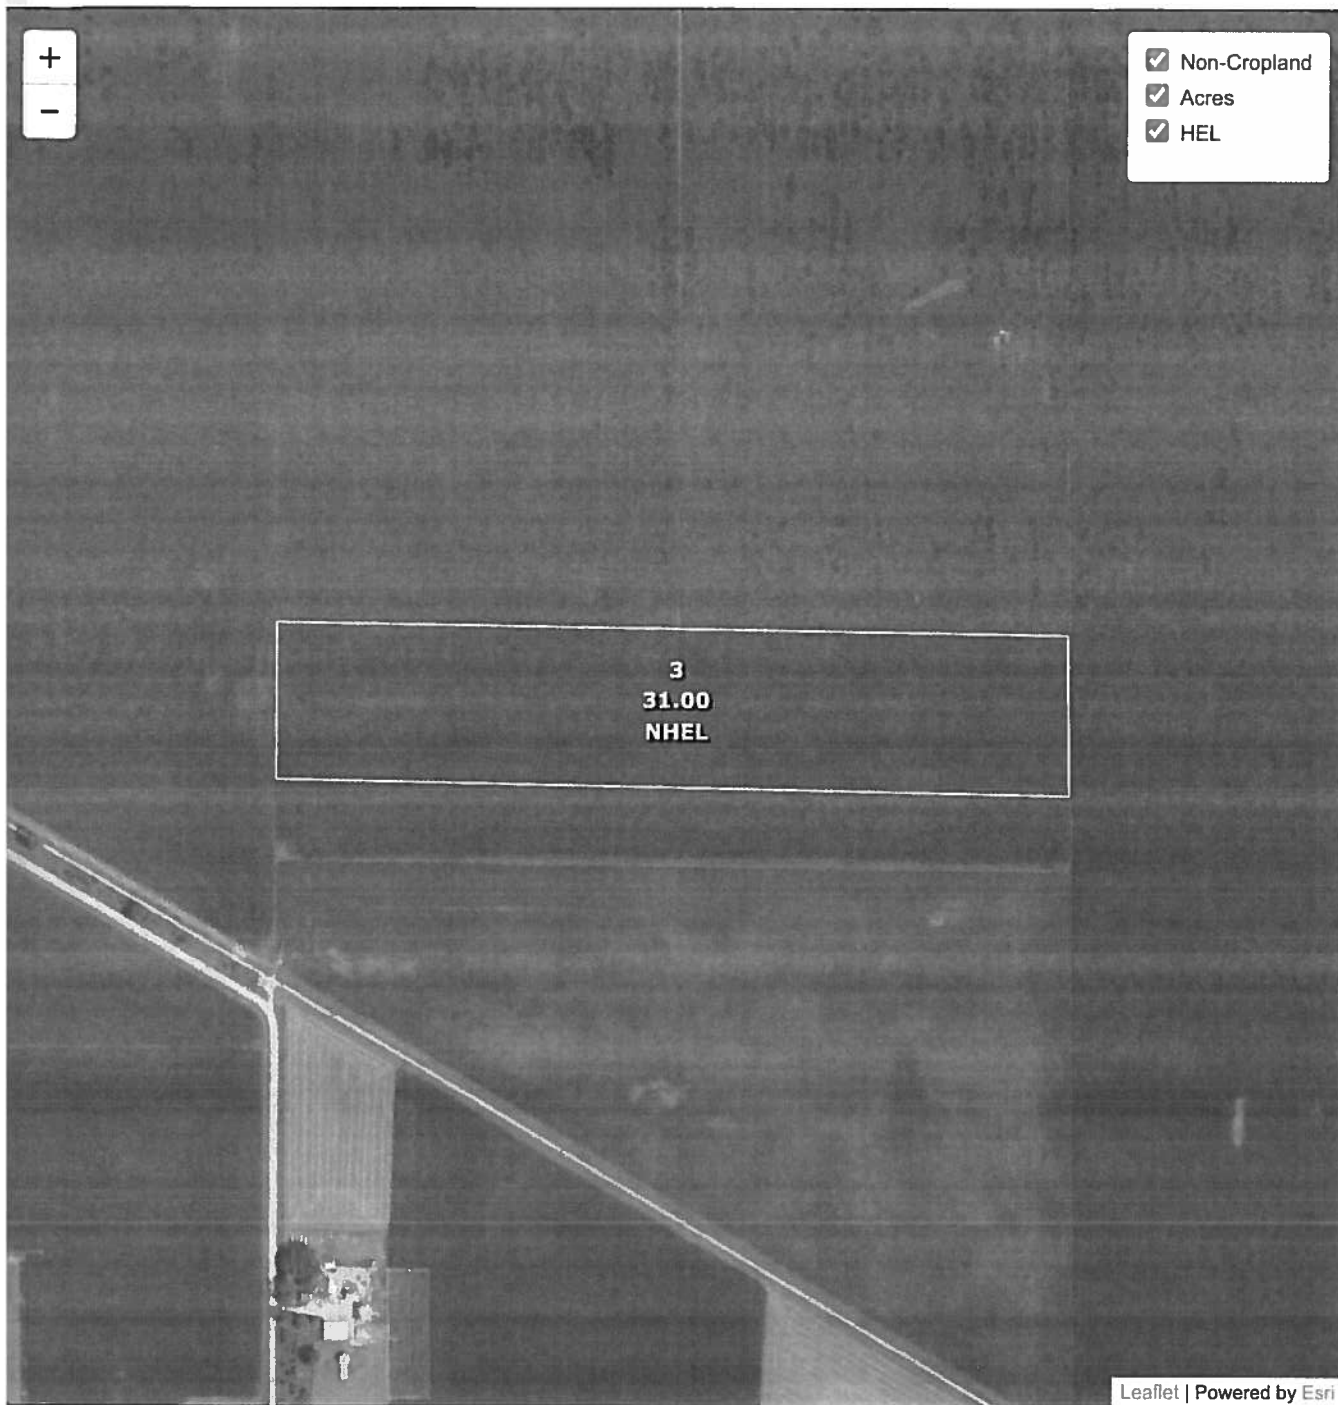 +
−
Non-Cropland
Acres
HEL
3
31.00
NHEL
Leaflet | Powered by Esri